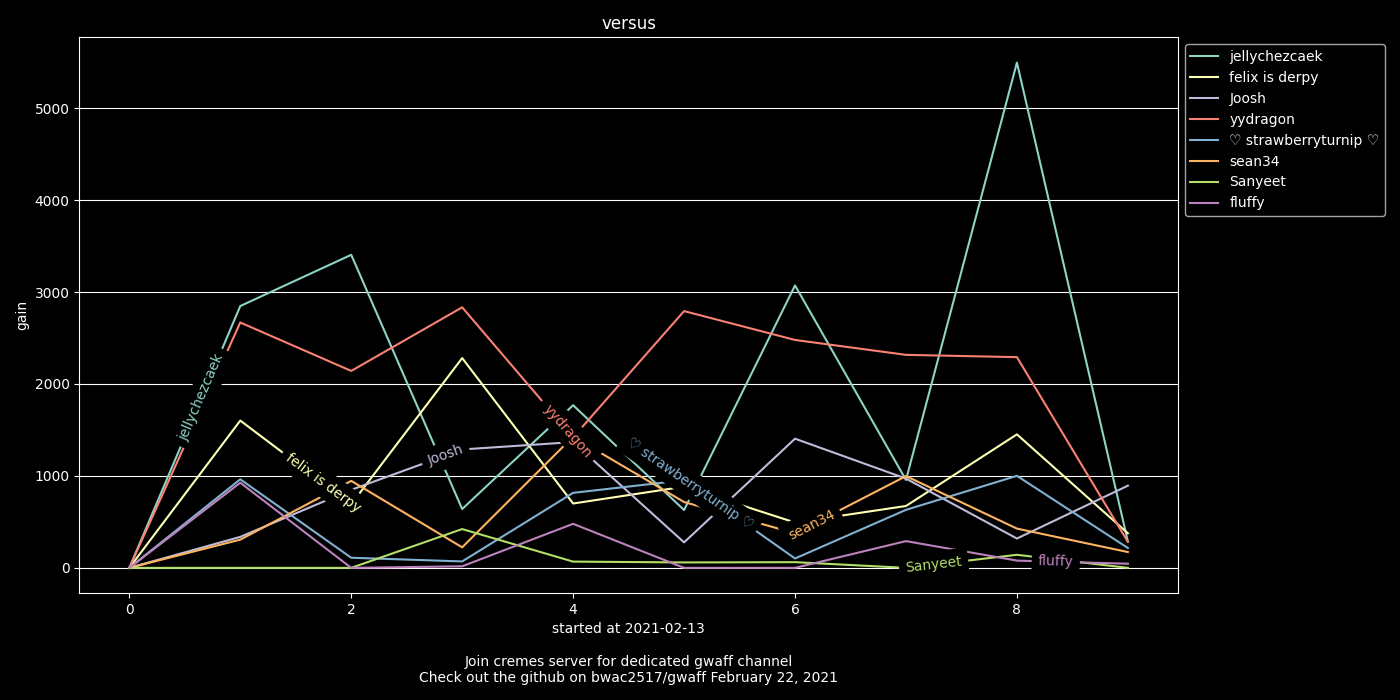 versus
jellychezcaek
felix is derpy
Joosh
yydragon
♡ strawberryturnip ♡
sean34
Sanyeet
fluffy
gain
5000
4000
3000
2000
1000
0
jellychezcaek
felix is derpy
Joosh
yydragon
♡ strawberryturnip ♡
sean34
Sanyeet
fluffy
0 2 4 6 8
started at 2021-02-13
Join cremes server for dedicated gwaff channel
Check out the github on bwac2517/gwaff February 22, 2021